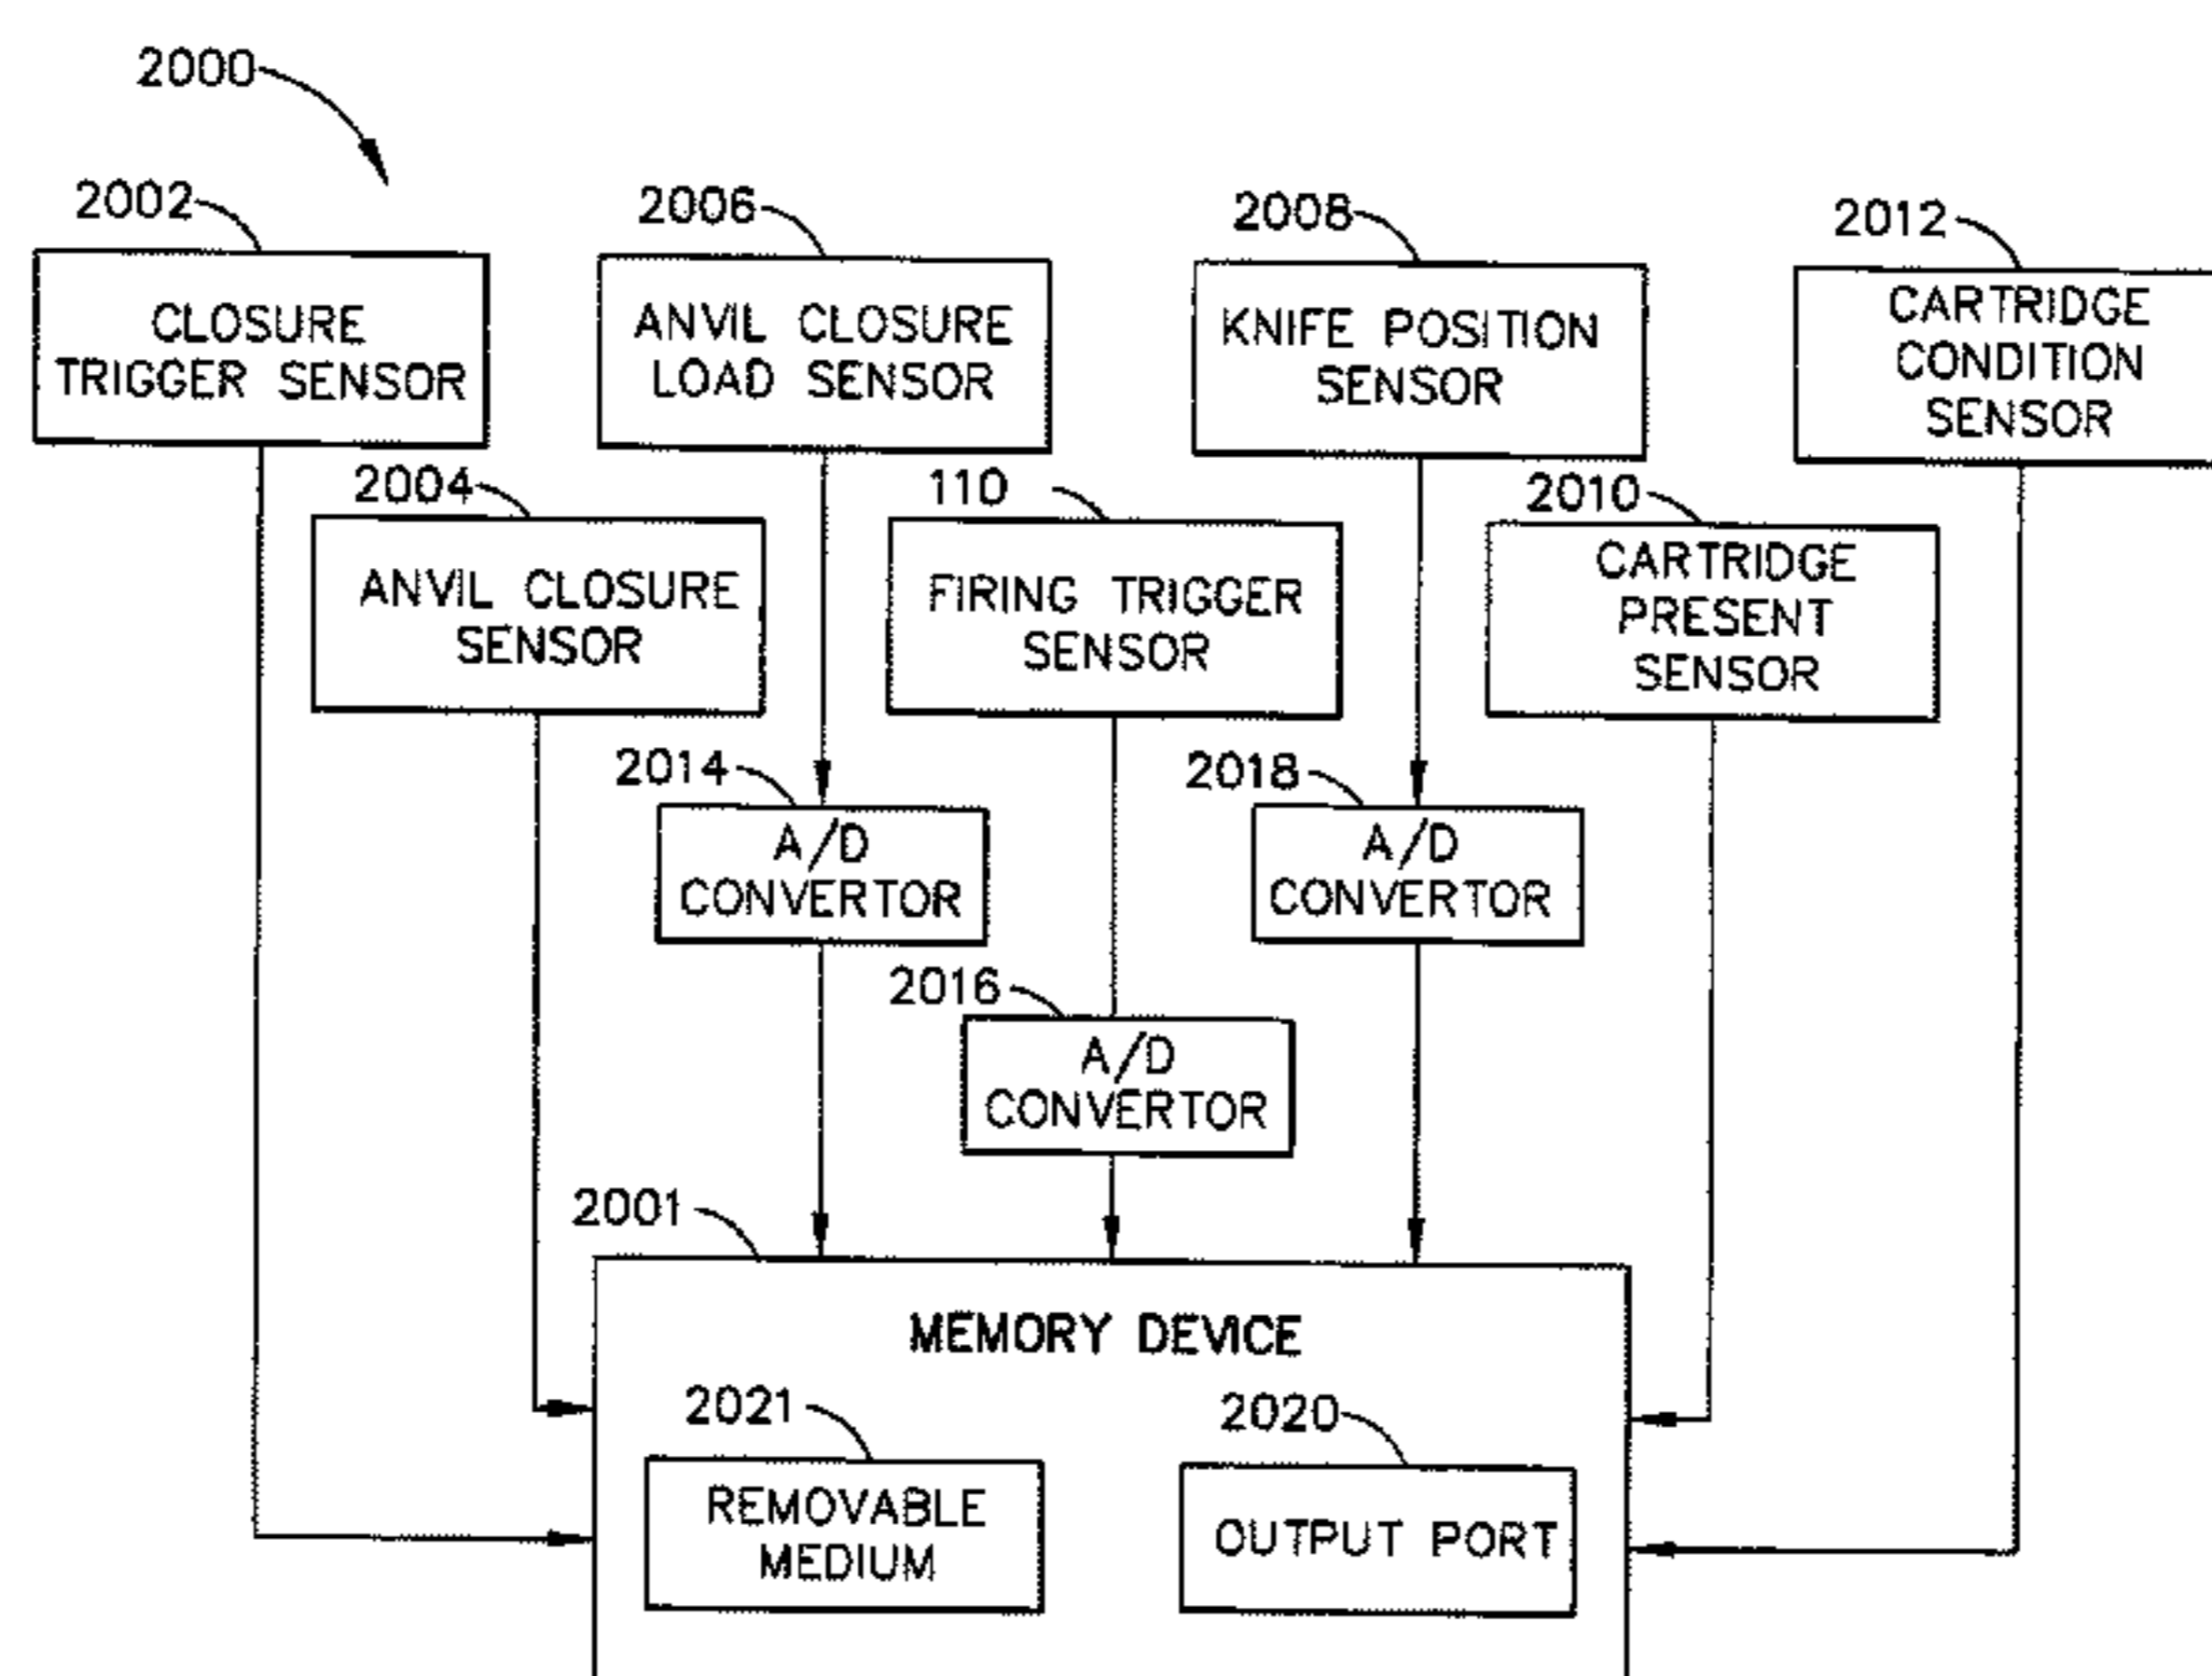 2000
2002
2006
2008
2012
CLOSURE
TRIGGER SENSOR
ANVIL CLOSURE
LOAD SENSOR
KNIFE POSITION
SENSOR
CARTRIDGE
CONDITION
SENSOR
2004
110
2010
ANVIL CLOSURE
SENSOR
FIRING TRIGGER
SENSOR
CARTRIDGE
PRESENT
SENSOR
2014
2018
A/D
CONVERTOR
A/D
CONVERTOR
2016
A/D
CONVERTOR
2001
MEMORY DEVICE
2021
2020
REMOVABLE
MEDIUM
OUTPUT PORT